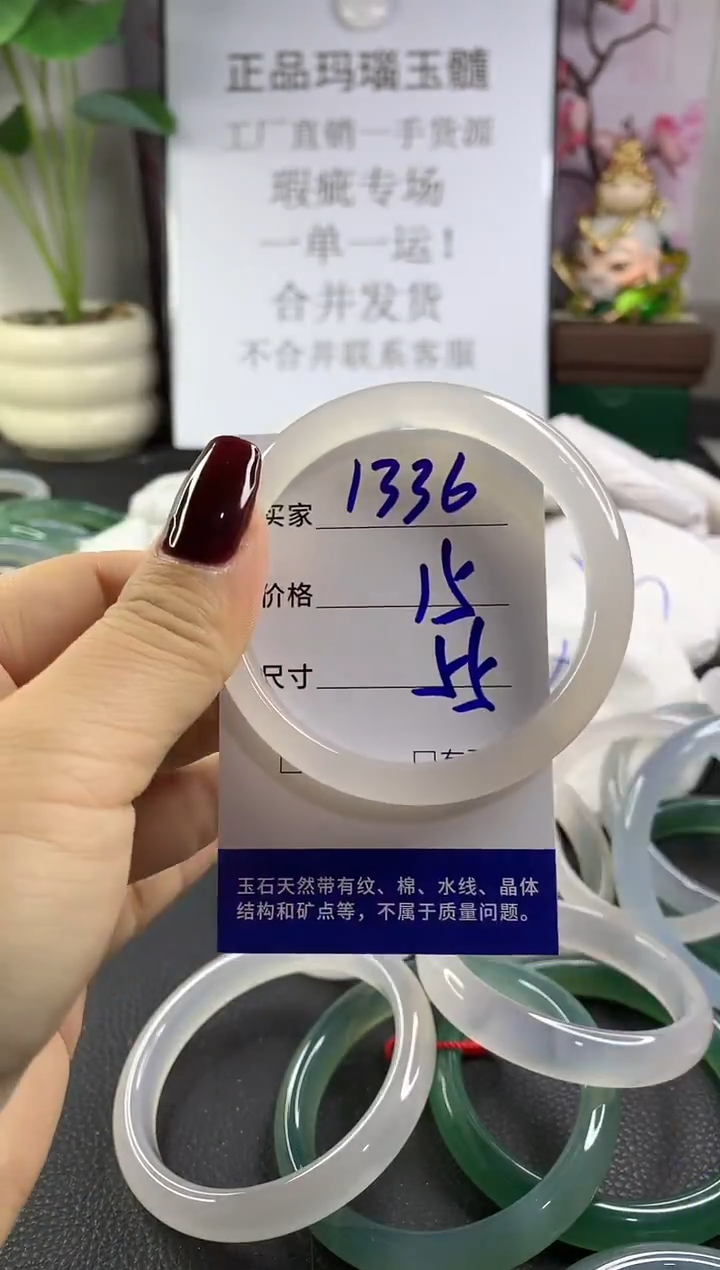 正品玛瑙玉髓
工厂直销一手货源
瑕疵专场
一单一运！
合并发货
不合并联系客服
买家 1336
价格 15
尺寸 55
玉石天然带有纹、棉、水线、晶体
结构和矿点等，不属于质量问题。